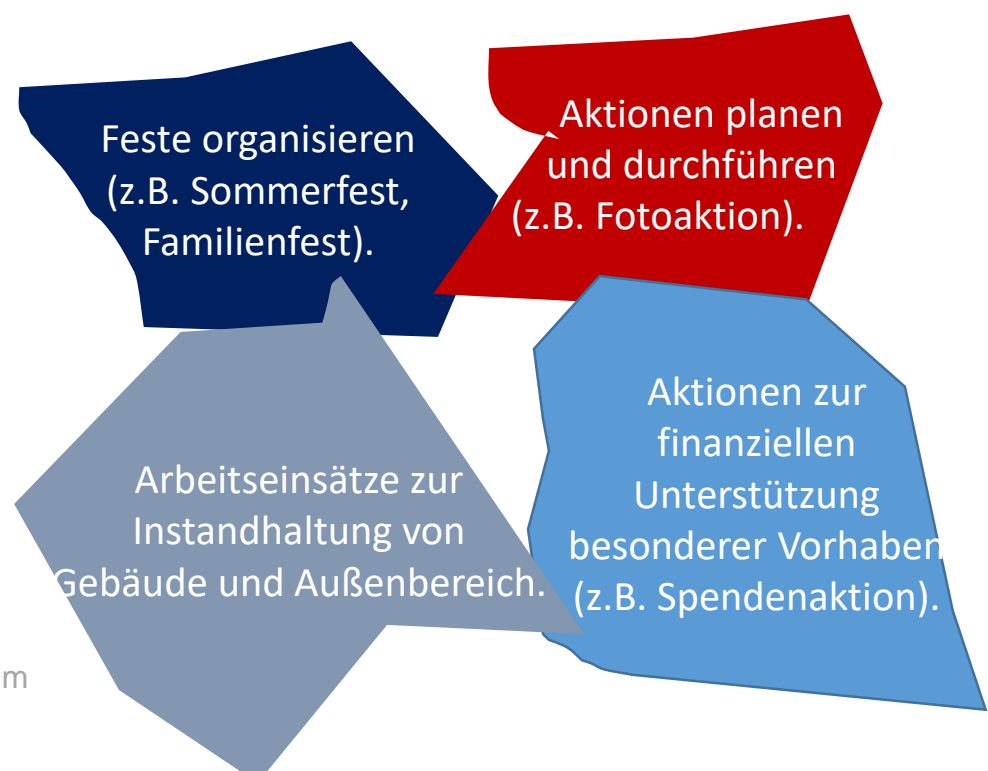 Feste organisieren
(z.B. Sommerfest,
Familienfest).
Aktionen planen
und durchführen
(z.B. Fotoaktion).
Arbeitseinsätze zur
Instandhaltung von
Gebäude und Außenbereich.
Aktionen zur
finanziellen
Unterstützung
besonderer Vorhaben
(z.B. Spendenaktion).
m